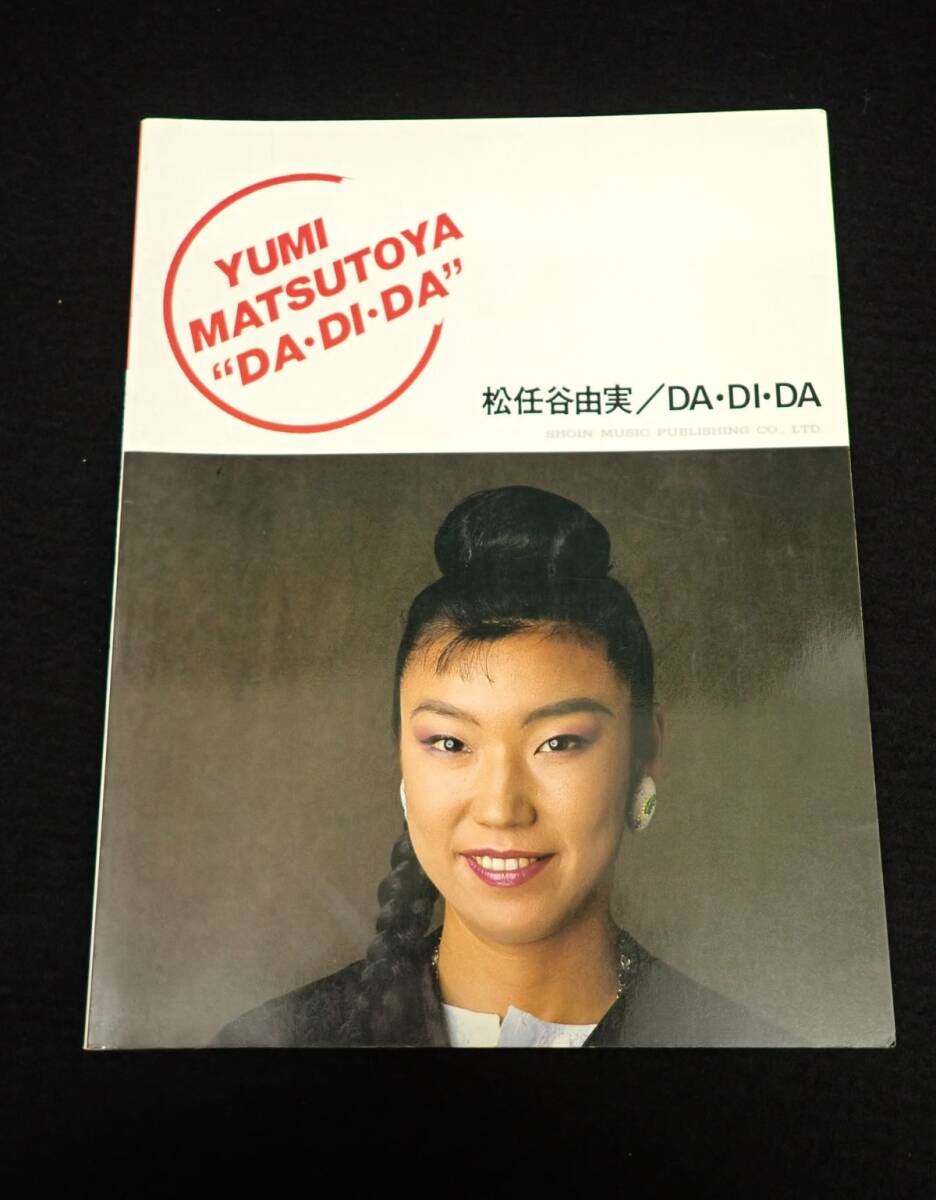 YUMI
MATSUTOYA
“DA·DI·DA”
松任谷由実／DA·DI·DA
SHOIN MUSIC PUBLISHING CO., LTD.